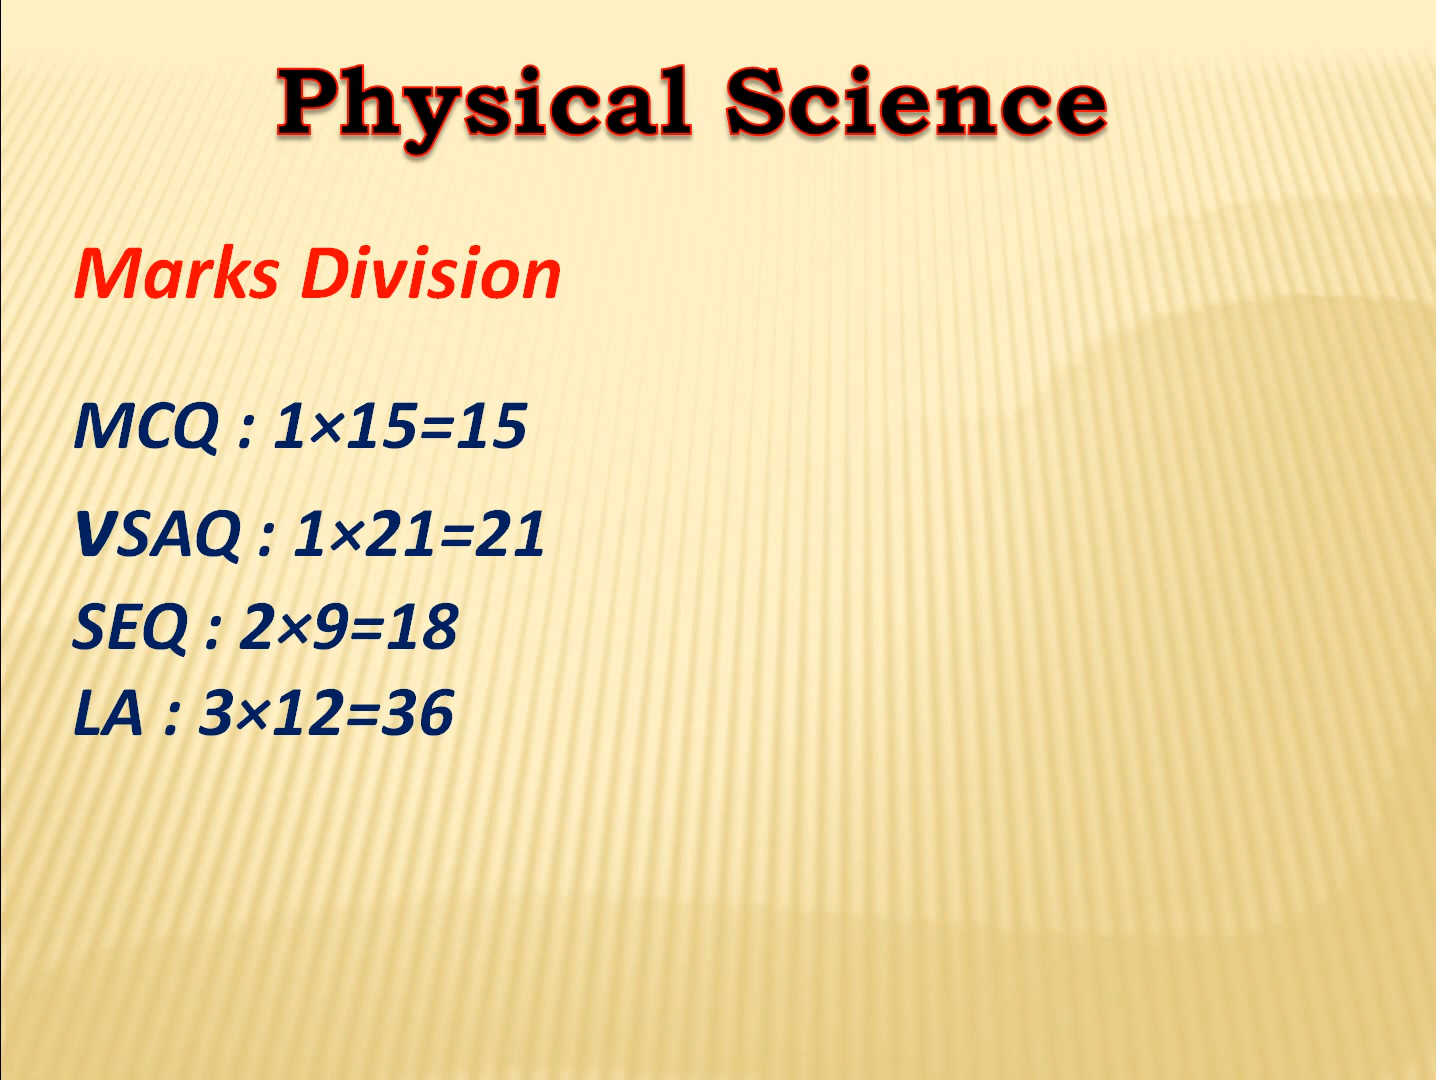 Physical Science
Marks Division
MCQ : 1×15=15
vSAQ : 1×21=21
SEQ : 2×9=18
LA : 3×12=36